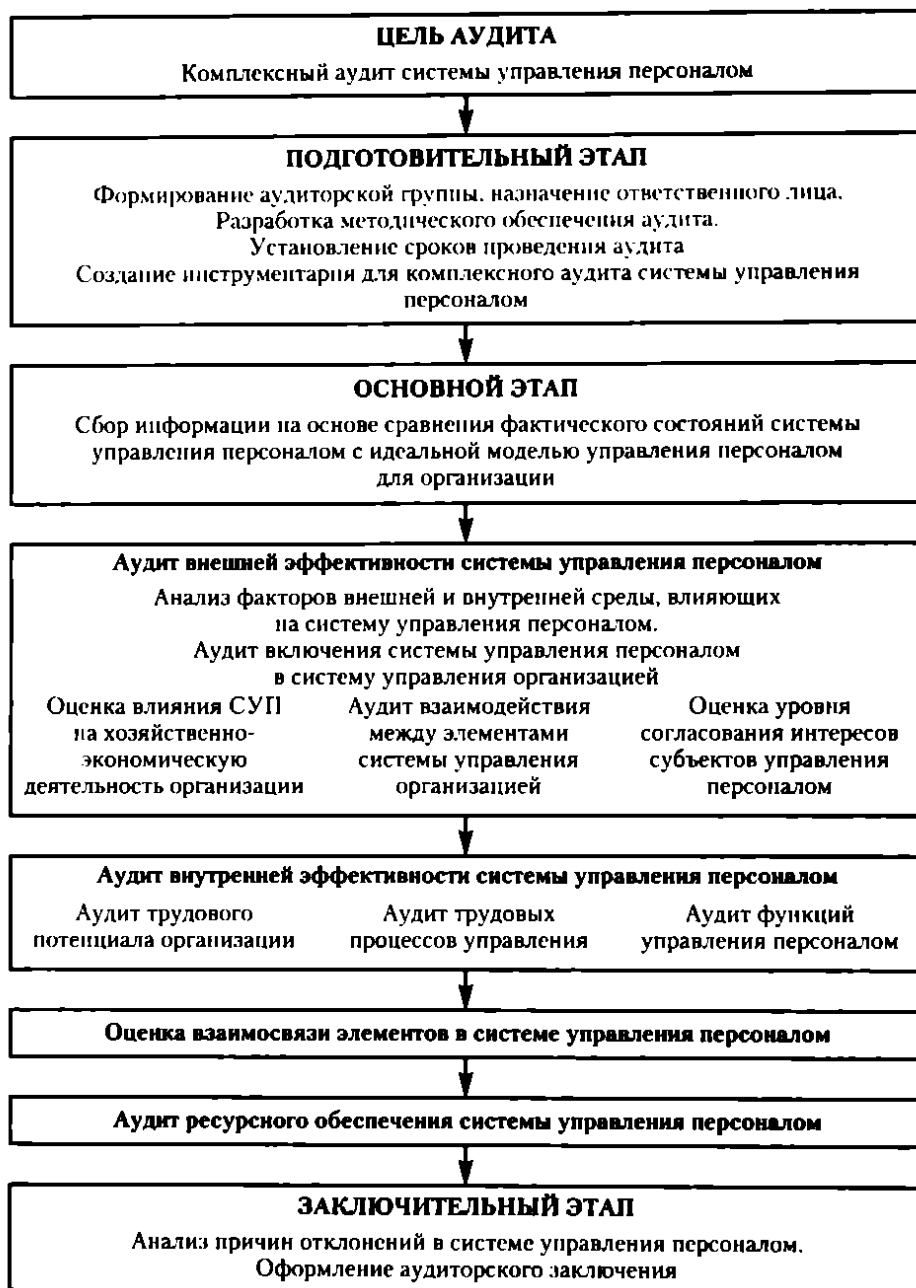 ЦЕЛЬ АУДИТА
Комплексный аудит системы управления персоналом
ПОДГОТОВИТЕЛЬНЫЙ ЭТАП
Формирование аудиторской группы, назначение ответственного лица.
Разработка методического обеспечения аудита.
Установление сроков проведения аудита
Создание инструментария для комплексного аудита системы управления
персоналом
ОСНОВНОЙ ЭТАП
Сбор информации на основе сравнения фактического состояний системы
управления персоналом с идеальной моделью управления персоналом
для организации
Аудит внешней эффективности системы управления персоналом
Анализ факторов внешней и внутренней среды, влияющих
на систему управления персоналом.
Аудит включения системы управления персоналом
в систему управления организацией
Оценка влияния СУП
на хозяйственно-
экономическую
деятельность организации
Аудит взаимодействия
между элементами
системы управления
организацией
Оценка уровня
согласования интересов
субъектов управления
персоналом
Аудит внутренней эффективности системы управления персоналом
Аудит трудового
потенциала организации
Аудит трудовых
процессов управления
Аудит функций
управления персоналом
Оценка взаимосвязи элементов в системе управления персоналом
Аудит ресурсного обеспечения системы управления персоналом
ЗАКЛЮЧИТЕЛЬНЫЙ ЭТАП
Анализ причин отклонений в системе управления персоналом.
Оформление аудиторского заключения